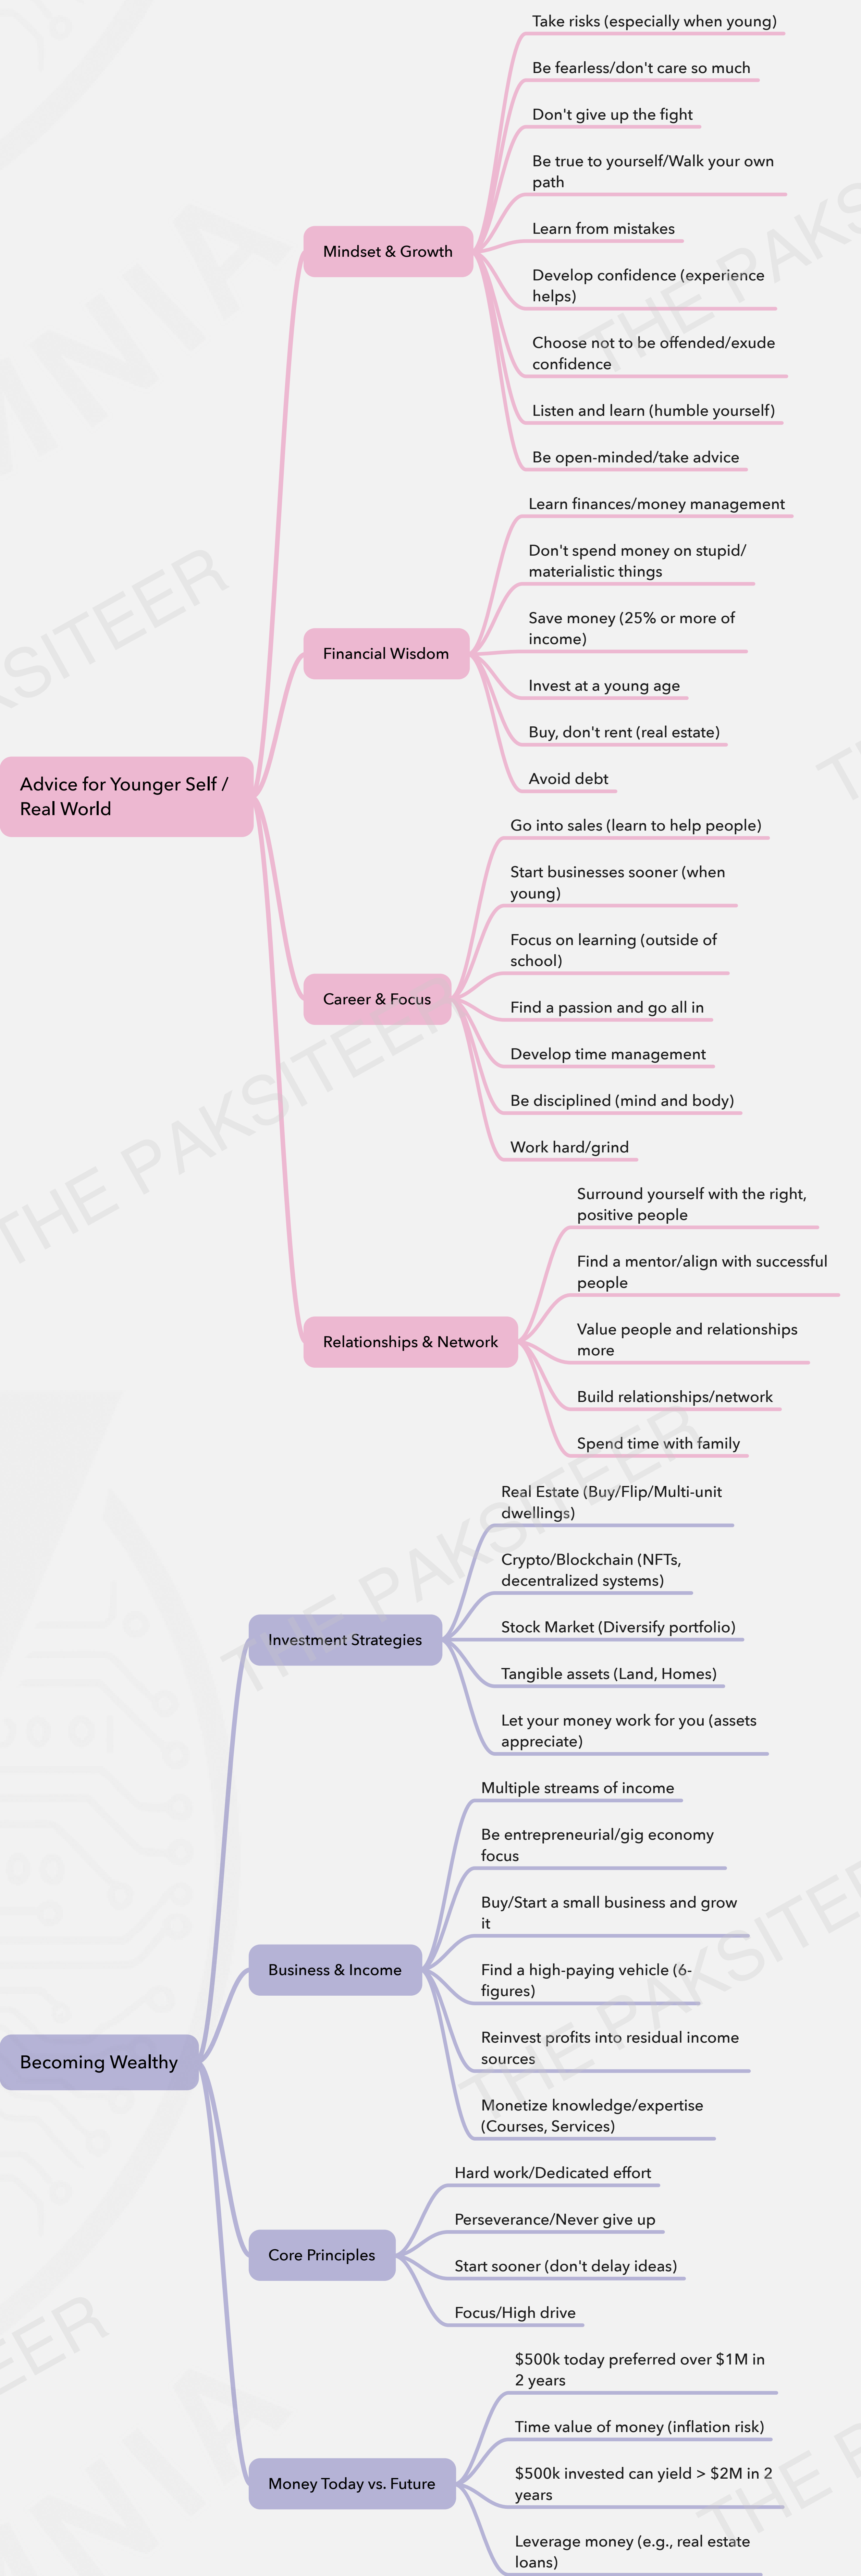 Advice for Younger Self /
Real World
Mindset & Growth
Take risks (especially when young)
Be fearless/don't care so much
Don't give up the fight
Be true to yourself/Walk your own
path
Learn from mistakes
Develop confidence (experience
helps)
Choose not to be offended/exude
confidence
Listen and learn (humble yourself)
Be open-minded/take advice
Financial Wisdom
Learn finances/money management
Don't spend money on stupid/
materialistic things
Save money (25% or more of
income)
Invest at a young age
Buy, don't rent (real estate)
Avoid debt
Career & Focus
Go into sales (learn to help people)
Start businesses sooner (when
young)
Focus on learning (outside of
school)
Find a passion and go all in
Develop time management
Be disciplined (mind and body)
Work hard/grind
Relationships & Network
Surround yourself with the right,
positive people
Find a mentor/align with successful
people
Value people and relationships
more
Build relationships/network
Spend time with family
Becoming Wealthy
Investment Strategies
Real Estate (Buy/Flip/Multi-unit
dwellings)
Crypto/Blockchain (NFTs,
decentralized systems)
Stock Market (Diversify portfolio)
Tangible assets (Land, Homes)
Let your money work for you (assets
appreciate)
Business & Income
Multiple streams of income
Be entrepreneurial/gig economy
focus
Buy/Start a small business and grow
it
Find a high-paying vehicle (6-
figures)
Reinvest profits into residual income
sources
Monetize knowledge/expertise
(Courses, Services)
Core Principles
Hard work/Dedicated effort
Perseverance/Never give up
Start sooner (don't delay ideas)
Focus/High drive
Money Today vs. Future
$500k today preferred over $1M in
2 years
Time value of money (inflation risk)
$500k invested can yield > $2M in 2
years
Leverage money (e.g., real estate
loans)
THE PAKSITEER
THE PAKSITEER
THE PAKSITEER